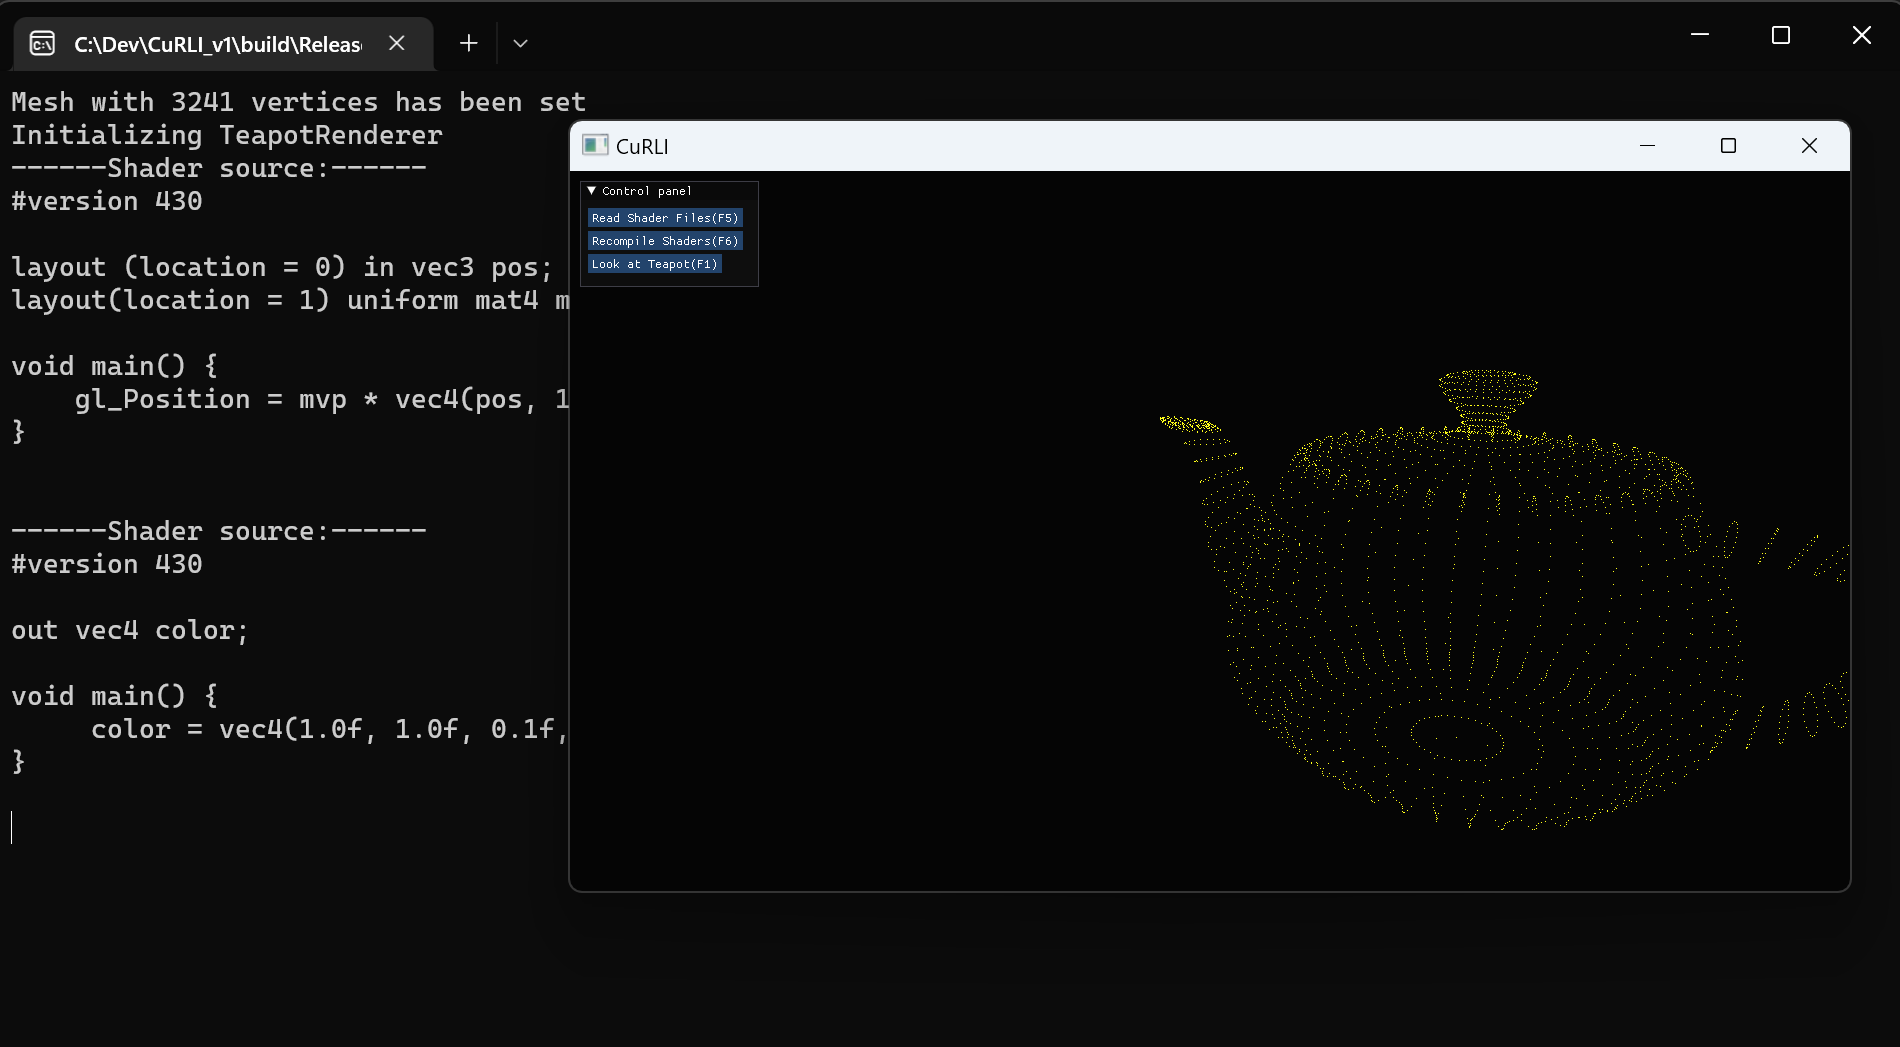 C:\Dev\CuRLI_v1\build\Releas
Mesh with 3241 vertices has been set
Initializing TeapotRenderer
------Shader source:------
#version 430
layout (location = 0) in vec3 pos;
layout(location = 1) uniform mat4 m
void main() {
gl_Position = mvp * vec4(pos, 1
}
------Shader source:------
#version 430
out vec4 color;
void main() {
color = vec4(1.0f, 1.0f, 0.1f,
}
CuRLI
Control panel
Read Shader Files(F5)
Recompile Shaders(F6)
Look at Teapot(F1)